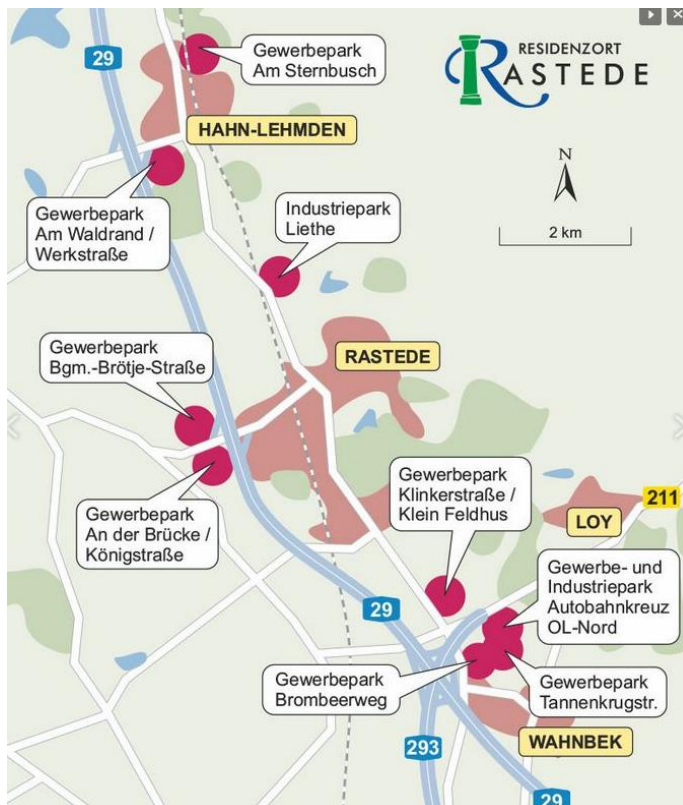 29
Gewerbepark
Am Sternbusch
RESIDENZORT
RASTEDE
HAHN-LEHMDEN
N
2 km
Gewerbepark
Am Waldrand /
Werkstraße
Industriepark
Liethe
Gewerbepark
Bgm.-Brötje-Straße
RASTEDE
Gewerbepark
An der Brücke /
Königstraße
Gewerbepark
Klinkerstraße /
Klein Feldhus
211
LOY
Gewerbe- und
Industriepark
Autobahnkreuz
OL-Nord
29
Gewerbepark
Brombeerweg
Gewerbepark
Tannenkrugstr.
WAHNBEK
293
29